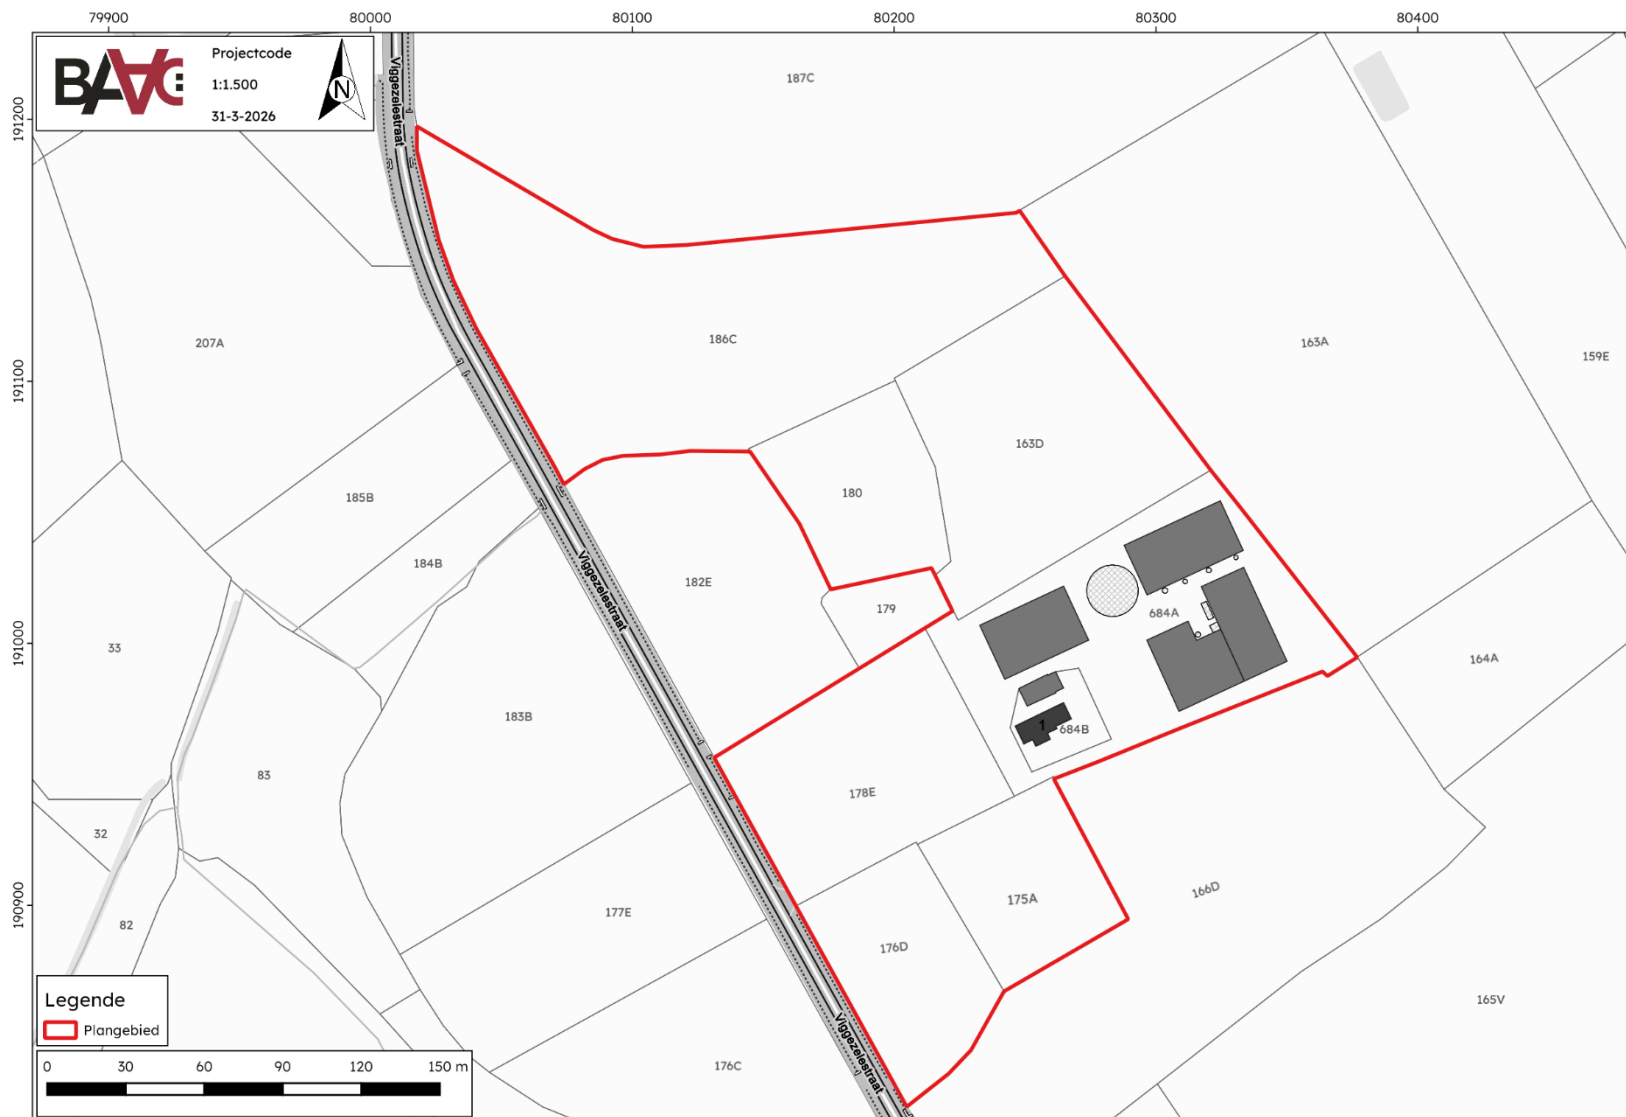 79900 80000 80100 80200 80300 80400
BAAC
Projectcode
1:1.500
31-3-2026
N
191200
191100
191000
190900
Viggezelestraat
187C
207A
186C
163A
159E
185B
163D
180
184B
182E
179
684A
33
164A
183B
1
684B
83
178E
32
166D
175A
177E
82
176D
Viggezelestraat
165V
176C
Viggezelestraat
Legende
Plangebied
0 30 60 90 120 150 m